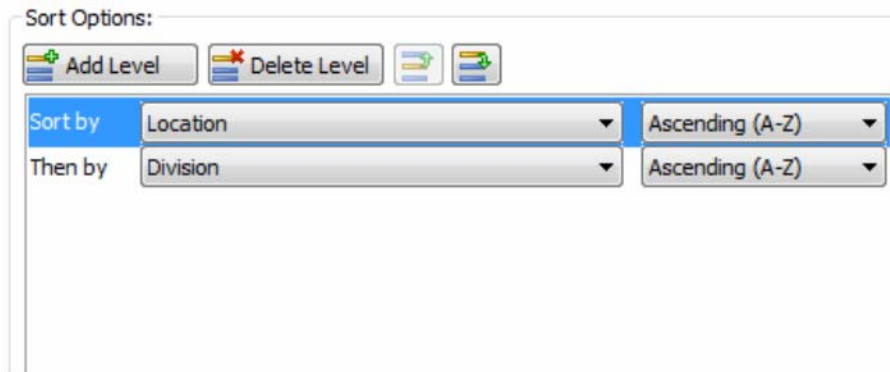 Sort Options:
Add Level Delete Level
Sort by Location Ascending (A-Z)
Then by Division Ascending (A-Z)